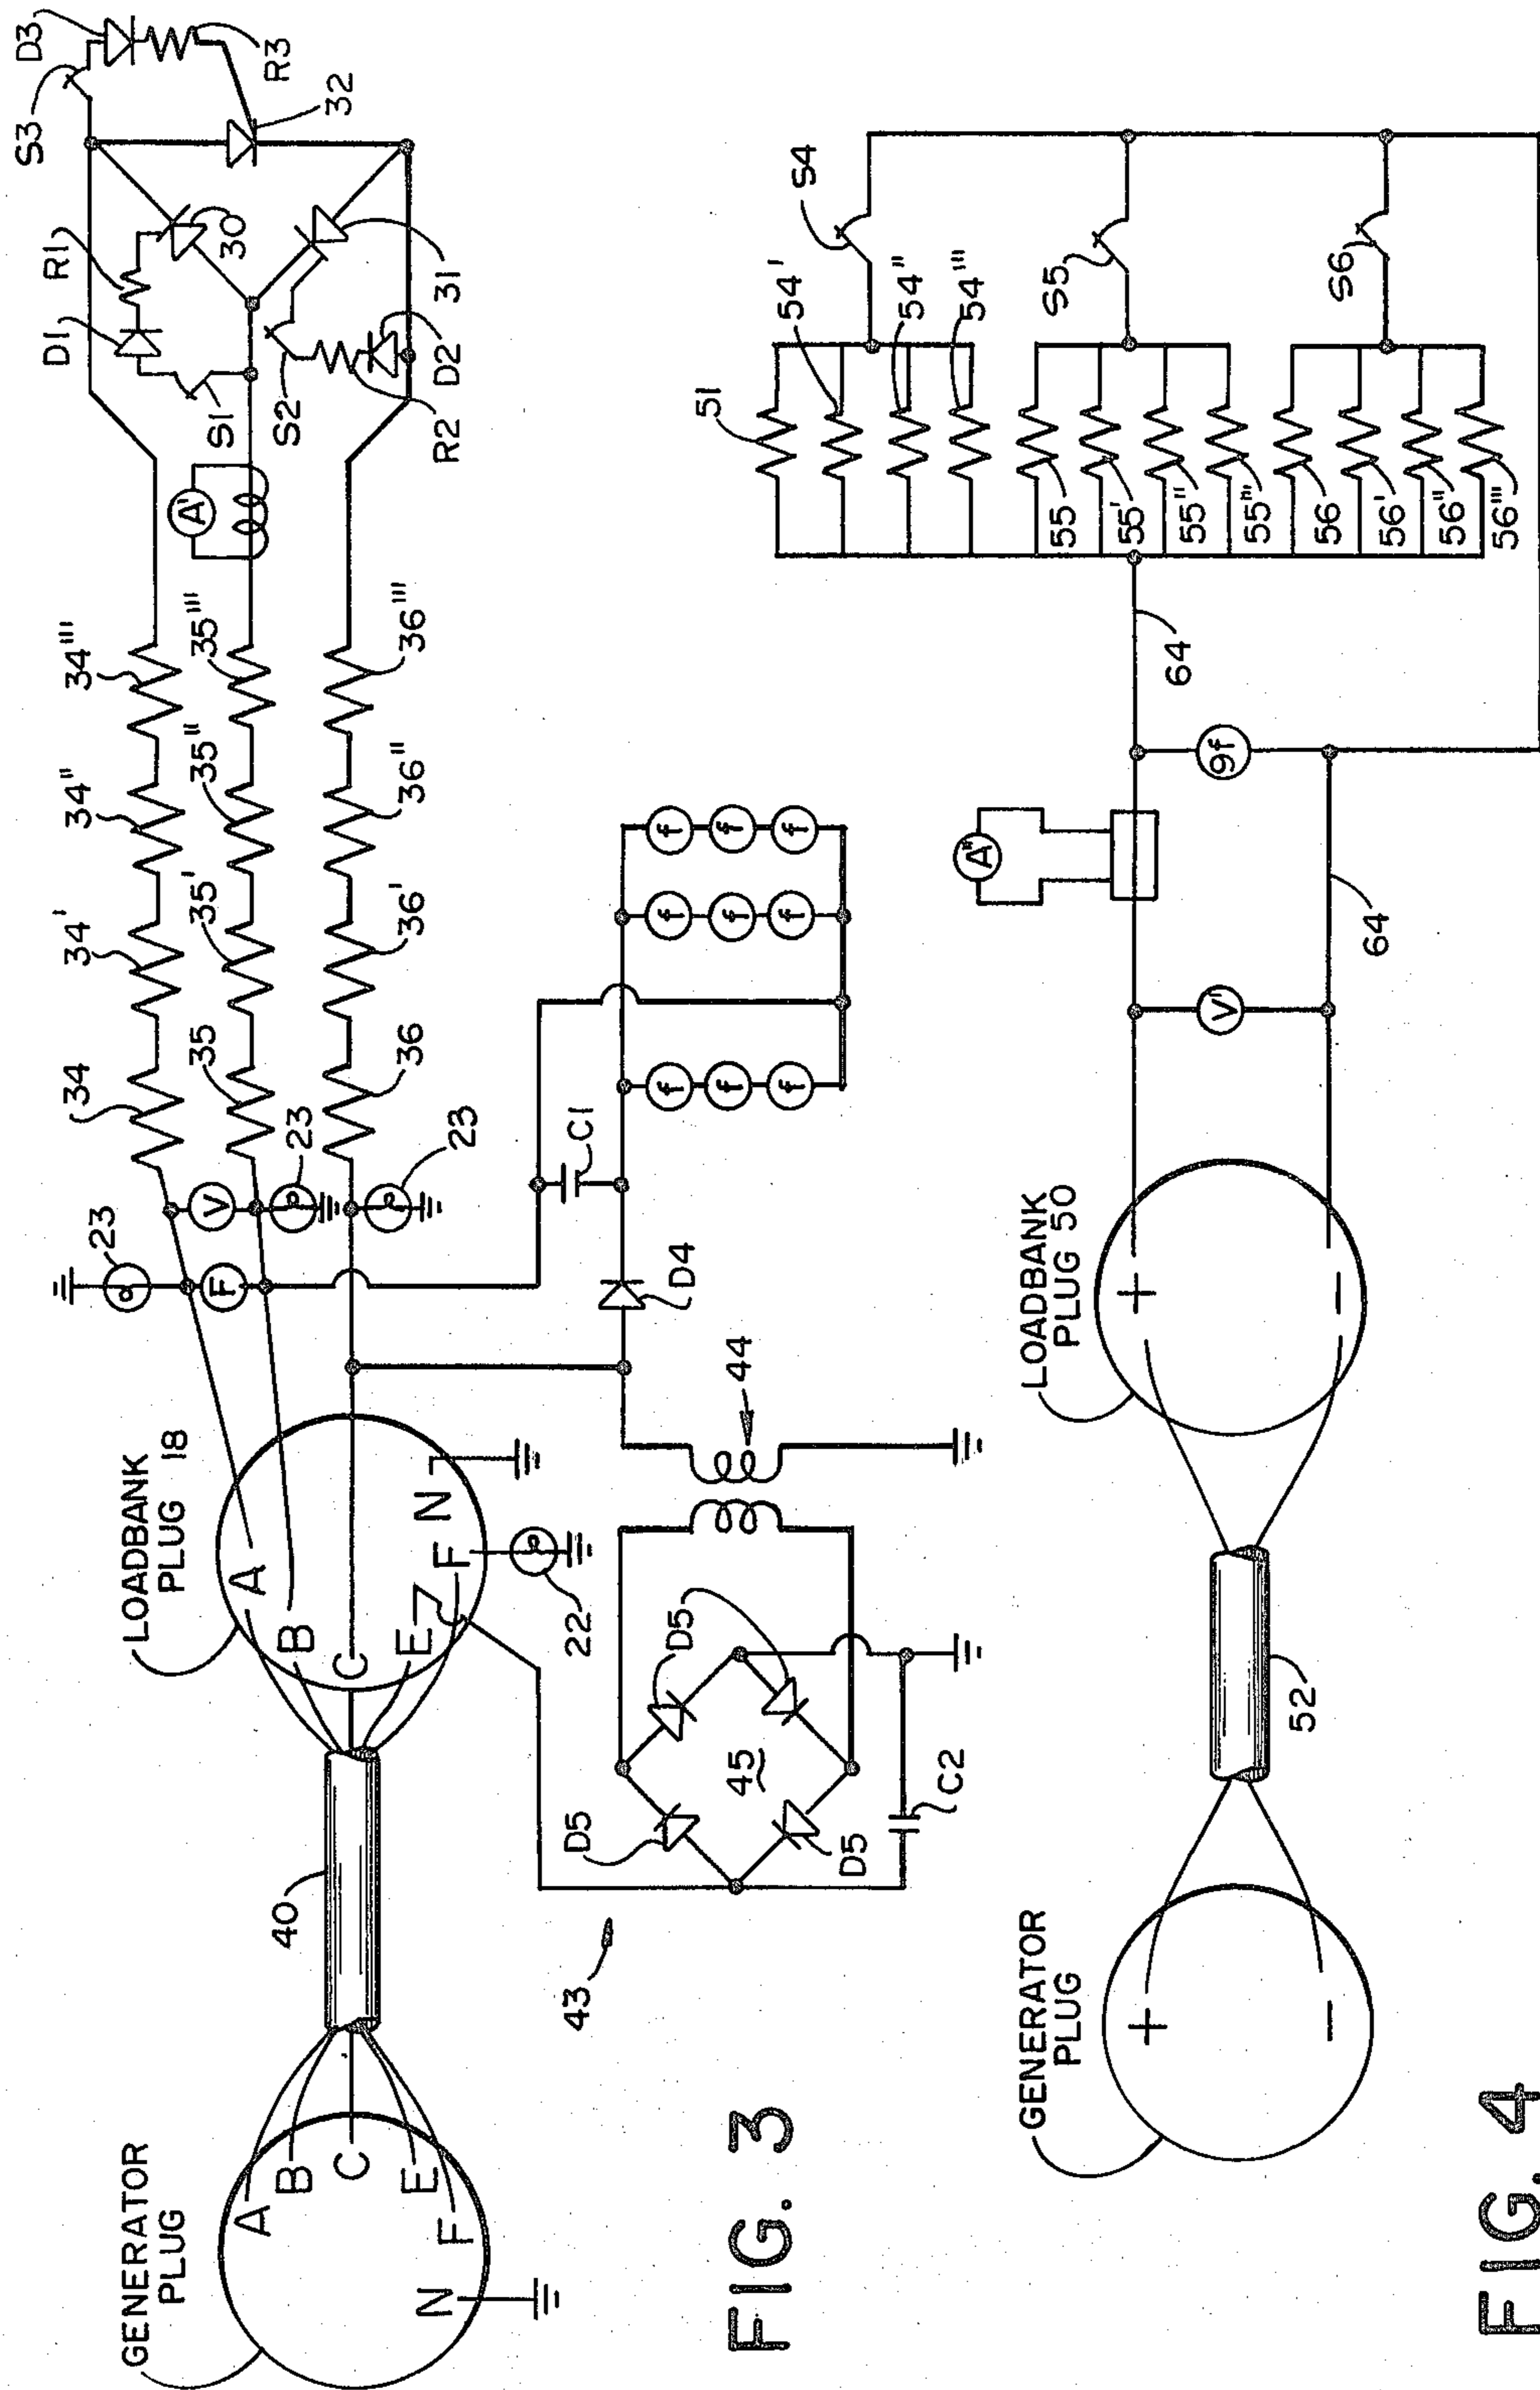 GENERATOR
PLUG
A
B
C
E
F
N
40
LOADBANK
PLUG 18
A
B
C
E
F
N
22
23
F
V
23
23
34
34'
34"
34'''
35
35'
35"
35'''
36
36'
36"
36'''
A'
S1
D1
R1
30
S2
R2
D2
31
S3
D3
R3
32
43
D5
D5
D5
45
C2
44
D4
C1
f
f
f
f
f
f
f
f
f
FIG. 3
GENERATOR
PLUG
+
−
52
LOADBANK
PLUG 50
+
−
V'
A"
9f
64
64
51
54'
54"
54'''
55
55'
55"
55'''
56
56'
56"
56'''
S4
S5
S6
FIG. 4